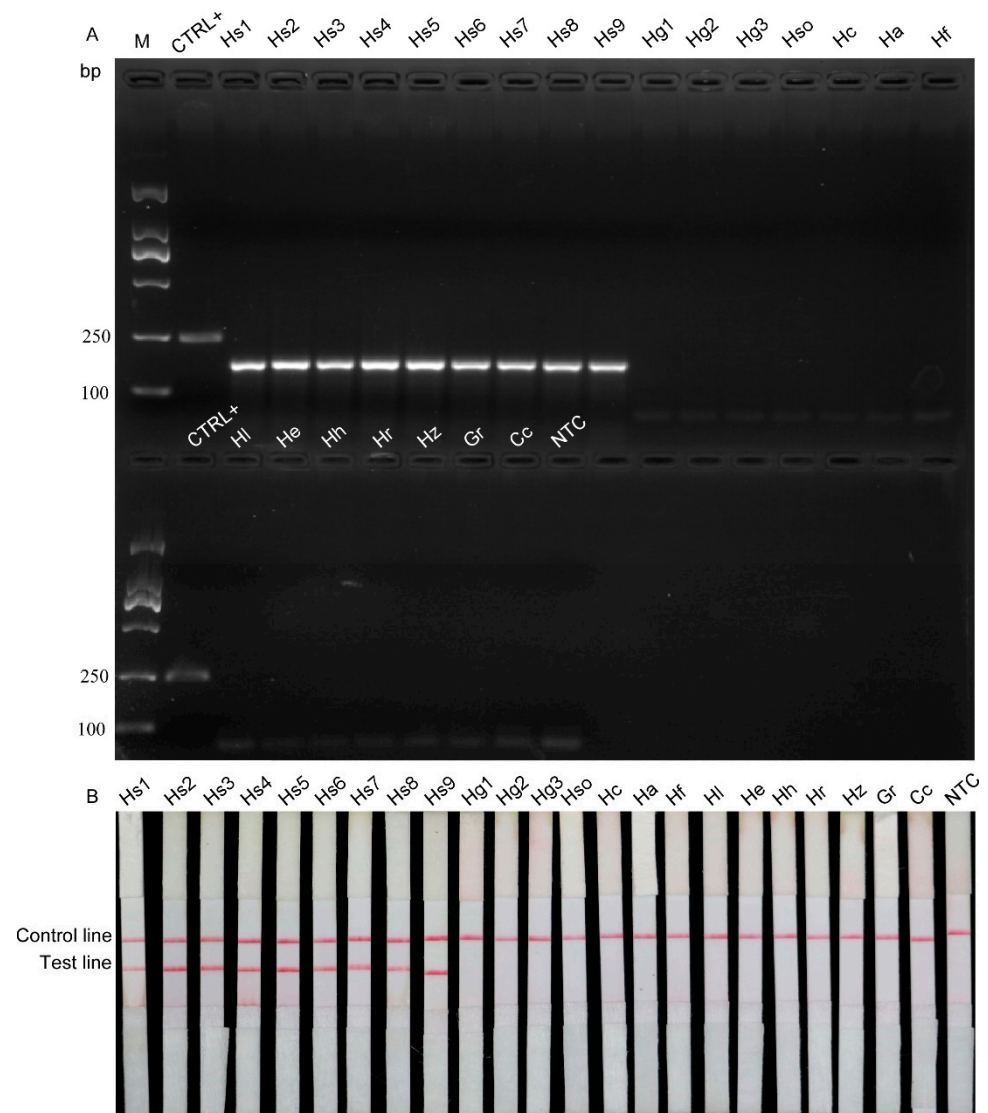 A M CTRL+ Hs1 Hs2 Hs3 Hs4 Hs5 Hs6 Hs7 Hs8 Hs9 Hg1 Hg2 Hg3 Hso Hc Ha Hf
bp
250
100
CTRL+ Hl He Hh Hr Hz Gr Cc NTC
250
100
B Hs1 Hs2 Hs3 Hs4 Hs5 Hs6 Hs7 Hs8 Hs9 Hg1 Hg2 Hg3 Hso Hc Ha Hf Hl He Hh Hr Hz Gr Cc NTC
Control line
Test line